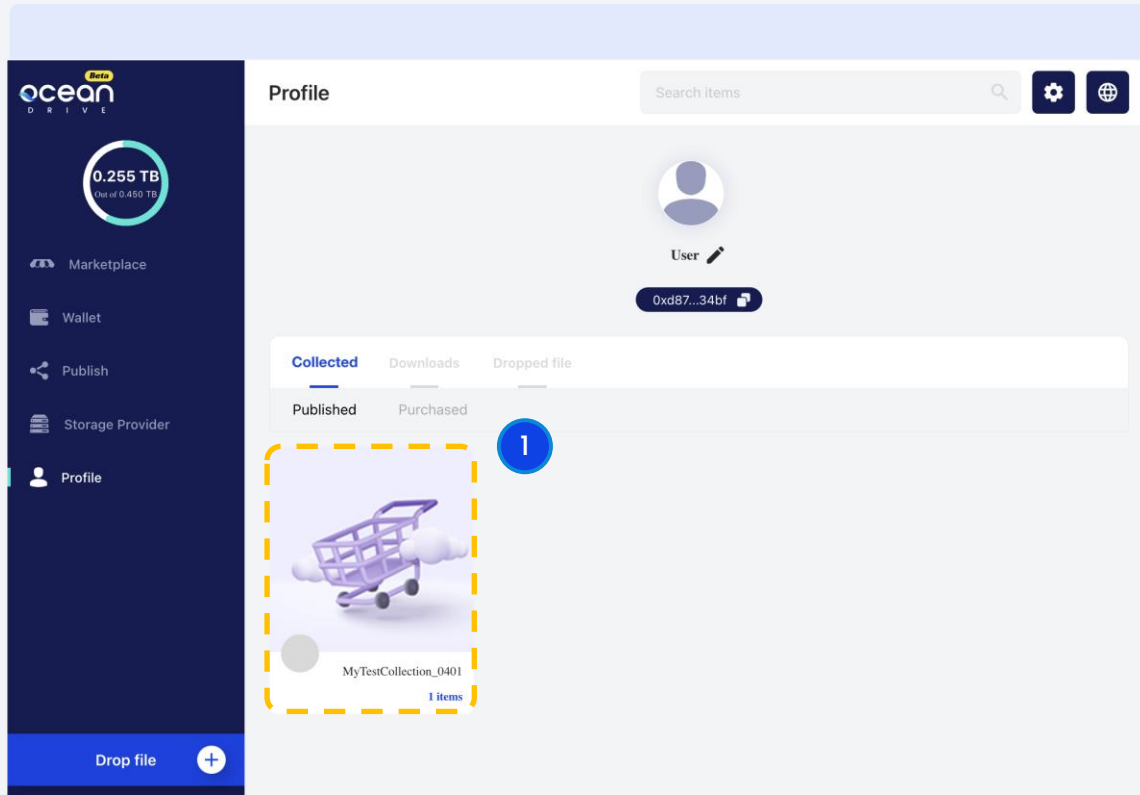 Beta
ocean
DRIVE
0.255 TB
Out of 0.450 TB
Marketplace
Wallet
Publish
Storage Provider
Profile
Drop file
Profile
Search items
User
0xd87...34bf
Collected Downloads Dropped file
Published Purchased
1
MyTestCollection_0401
1 items